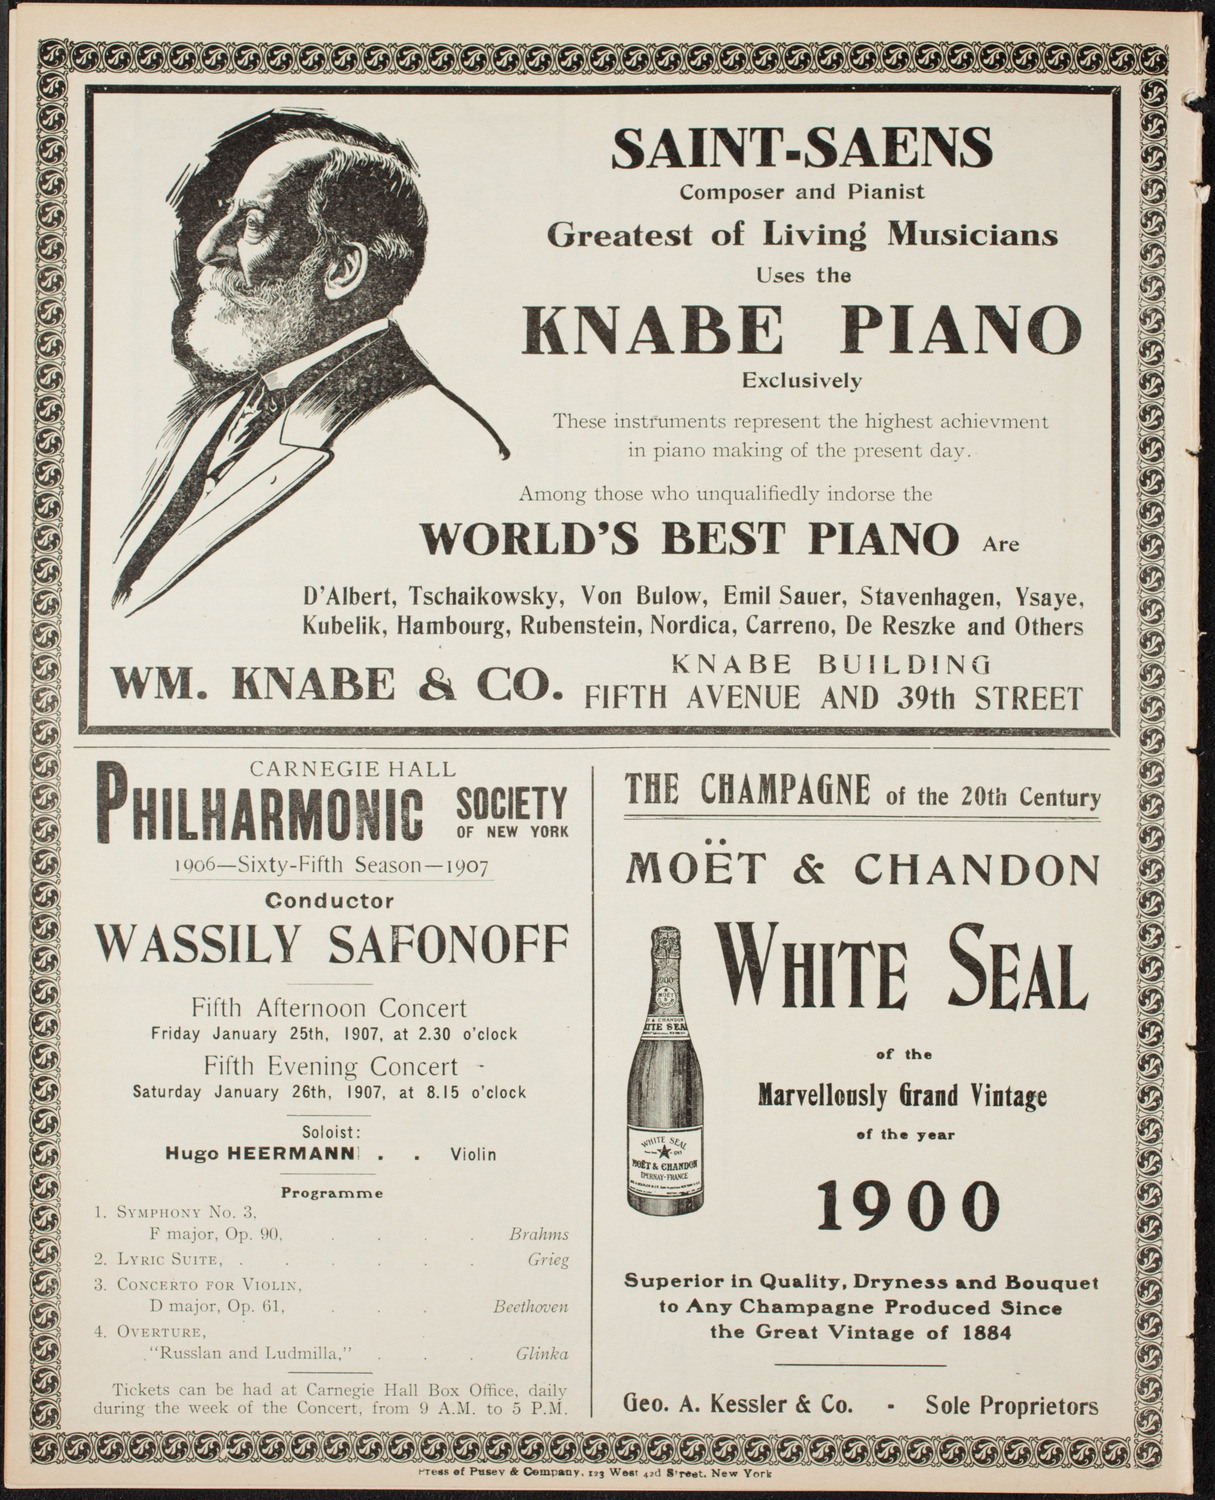 SAINT-SAENS
Composer and Pianist
Greatest of Living Musicians
Uses the
KNABE PIANO
Exclusively
These instruments represent the highest achievment
in piano making of the present day.
Among those who unqualifiedly indorse the
WORLD'S BEST PIANO Are
D'Albert, Tschaikowsky, Von Bulow, Emil Sauer, Stavenhagen, Ysaye,
Kubelik, Hambourg, Rubenstein, Nordica, Carreno, De Reszke and Others
WM. KNABE & CO.
KNABE BUILDING
FIFTH AVENUE AND 39th STREET
CARNEGIE HALL
PHILHARMONIC SOCIETY
OF NEW YORK
1906—Sixty-Fifth Season—1907
Conductor
WASSILY SAFONOFF
Fifth Afternoon Concert
Friday January 25th, 1907, at 2.30 o'clock
Fifth Evening Concert
Saturday January 26th, 1907, at 8.15 o'clock
Soloist:
Hugo HEERMANN . . Violin
Programme
1. SYMPHONY NO. 3,
F major, Op. 90, . . . . Brahms
2. LYRIC SUITE, . . . . . . Grieg
3. CONCERTO FOR VIOLIN,
D major, Op. 61, . . . Beethoven
4. OVERTURE,
"Russlan and Ludmilla," . . . Glinka
Tickets can be had at Carnegie Hall Box Office, daily
during the week of the Concert, from 9 A.M. to 5 P.M.
THE CHAMPAGNE of the 20th Century
MOËT & CHANDON
WHITE SEAL
of the
Marvellously Grand Vintage
of the year
1900
WHITE SEAL
MOËT & CHANDON
EPERNAY-FRANCE
Superior in Quality, Dryness and Bouquet
to Any Champagne Produced Since
the Great Vintage of 1884
Geo. A. Kessler & Co. - Sole Proprietors
Press of Pusey & Company, 123 West 42d Street, New York